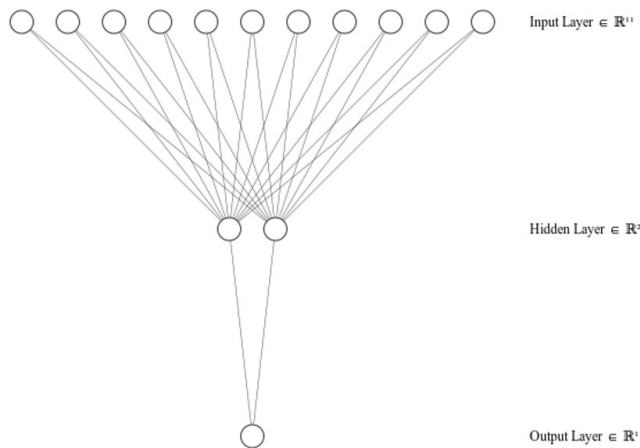 Input Layer ∈ ℝ¹¹
Hidden Layer ∈ ℝ²
Output Layer ∈ ℝ¹